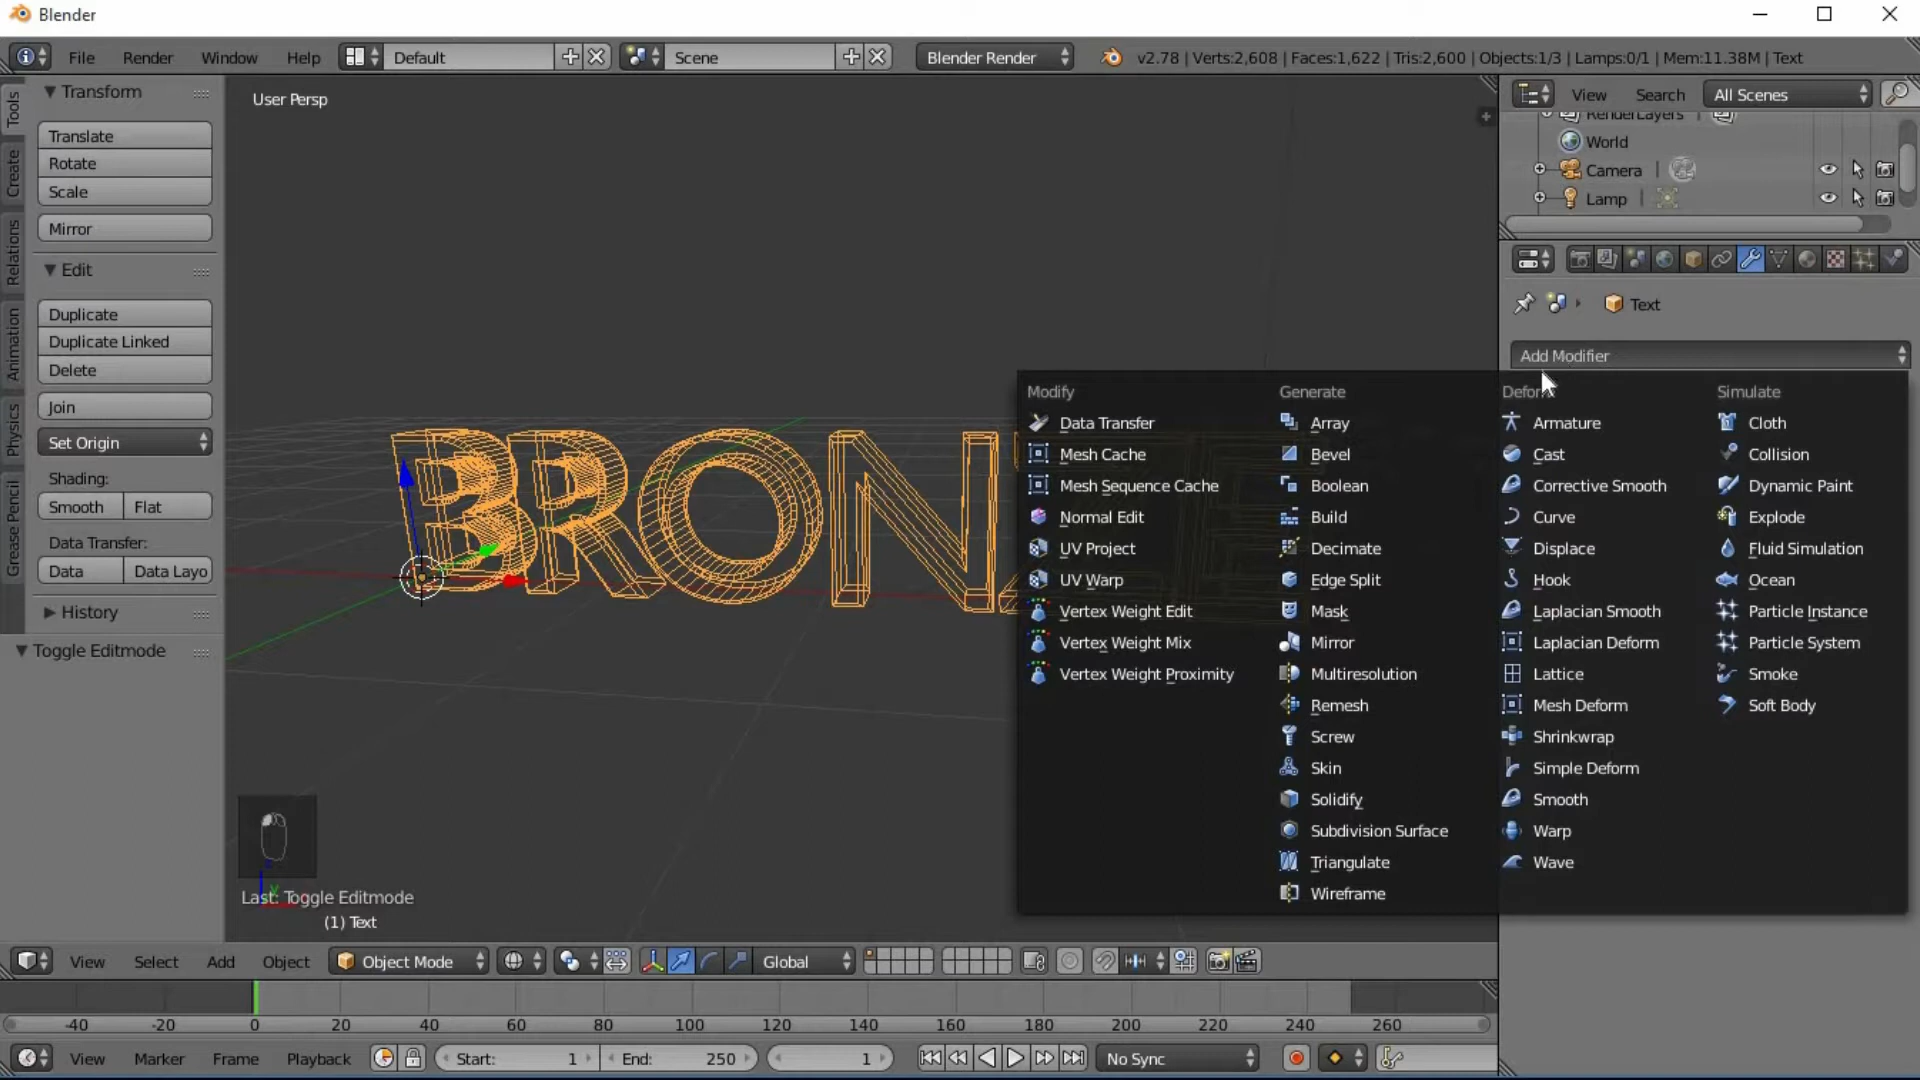 Blender
File Render Window Help Default Scene Blender Render v2.78 | Verts:2,608 | Faces:1,622 | Tris:2,600 | Objects:1/3 | Lamps:0/1 | Mem:11.38M | Text
Tools
Create
Relations
Animation
Physics
Grease Pencil
Transform
Translate
Rotate
Scale
Mirror
Edit
Duplicate
Duplicate Linked
Delete
Join
Set Origin
Shading:
Smooth Flat
Data Transfer:
Data Data Layo
History
Toggle Editmode
User Persp
BRON
Last: Toggle Editmode
(1) Text
View Search All Scenes
RenderLayers
World
Camera
Lamp
Text
Add Modifier
Modify
Data Transfer
Mesh Cache
Mesh Sequence Cache
Normal Edit
UV Project
UV Warp
Vertex Weight Edit
Vertex Weight Mix
Vertex Weight Proximity
Generate
Array
Bevel
Boolean
Build
Decimate
Edge Split
Mask
Mirror
Multiresolution
Remesh
Screw
Skin
Solidify
Subdivision Surface
Triangulate
Wireframe
Deform
Armature
Cast
Corrective Smooth
Curve
Displace
Hook
Laplacian Smooth
Laplacian Deform
Lattice
Mesh Deform
Shrinkwrap
Simple Deform
Smooth
Warp
Wave
Simulate
Cloth
Collision
Dynamic Paint
Explode
Fluid Simulation
Ocean
Particle Instance
Particle System
Smoke
Soft Body
View Select Add Object Object Mode Global
-40 -20 0 20 40 60 80 100 120 140 160 180 200 220 240 260
View Marker Frame Playback Start: 1 End: 250 1 No Sync